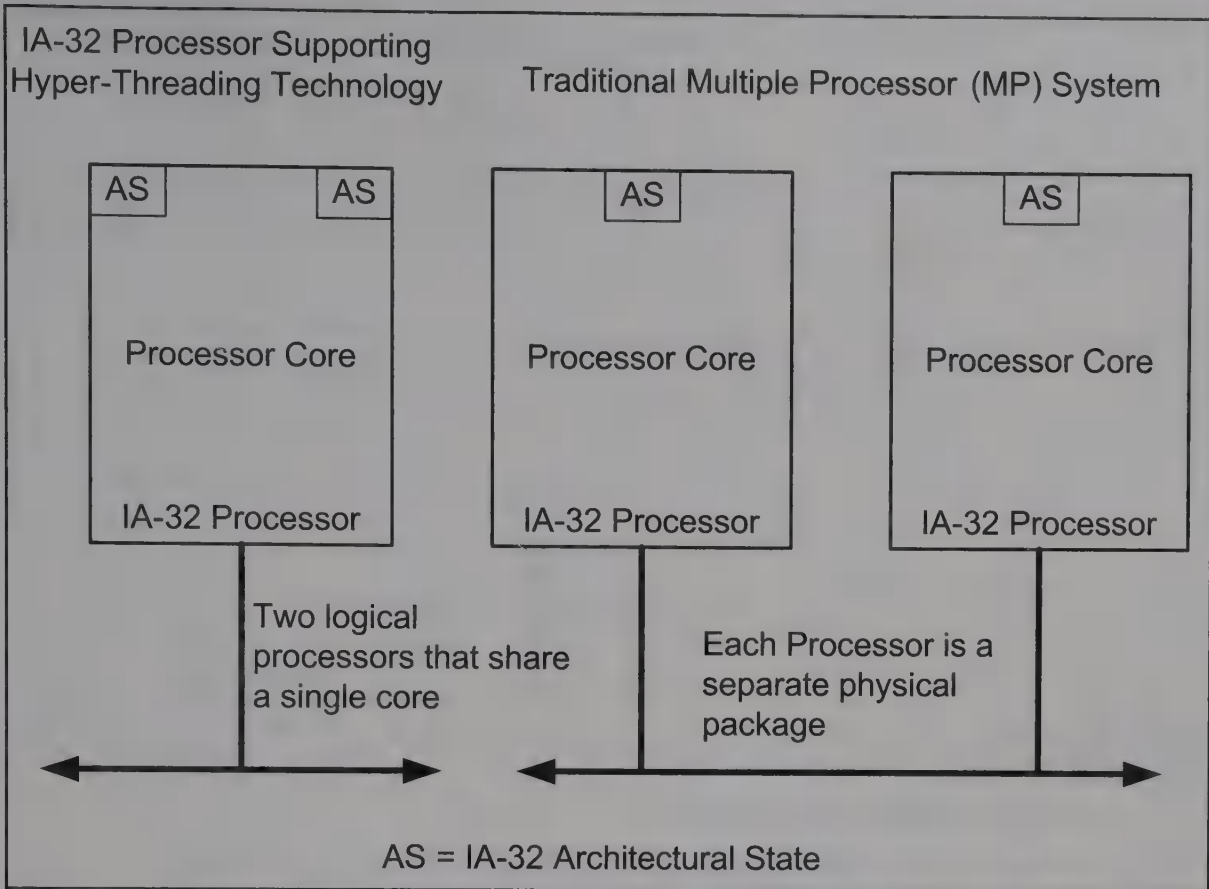 IA-32 Processor Supporting
Hyper-Threading Technology
Traditional Multiple Processor (MP) System
AS
AS
Processor Core
IA-32 Processor
AS
Processor Core
IA-32 Processor
AS
Processor Core
IA-32 Processor
Two logical
processors that share
a single core
Each Processor is a
separate physical
package
AS = IA-32 Architectural State